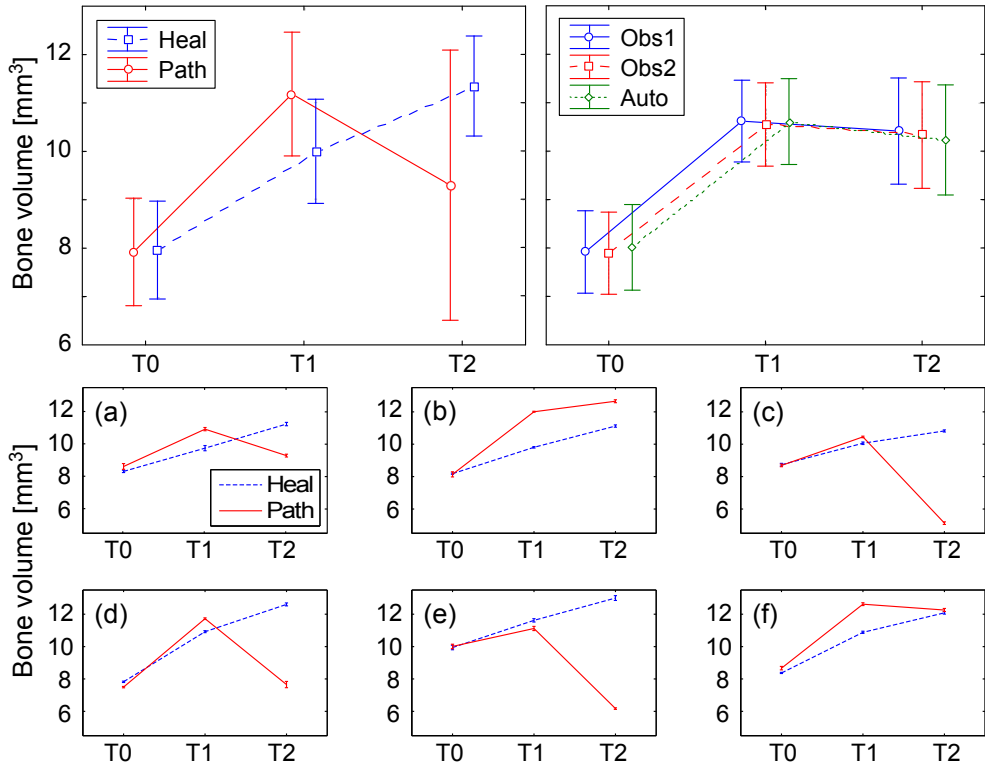 Bone volume [mm³]
12
10
8
6
Heal
Path
T0 T1 T2
Obs1
Obs2
Auto
T0 T1 T2
Bone volume [mm³]
(a)
12
10
8
6
Heal
Path
T0 T1 T2
(b)
12
10
8
6
T0 T1 T2
(c)
12
10
8
6
T0 T1 T2
(d)
12
10
8
6
T0 T1 T2
(e)
12
10
8
6
T0 T1 T2
(f)
12
10
8
6
T0 T1 T2